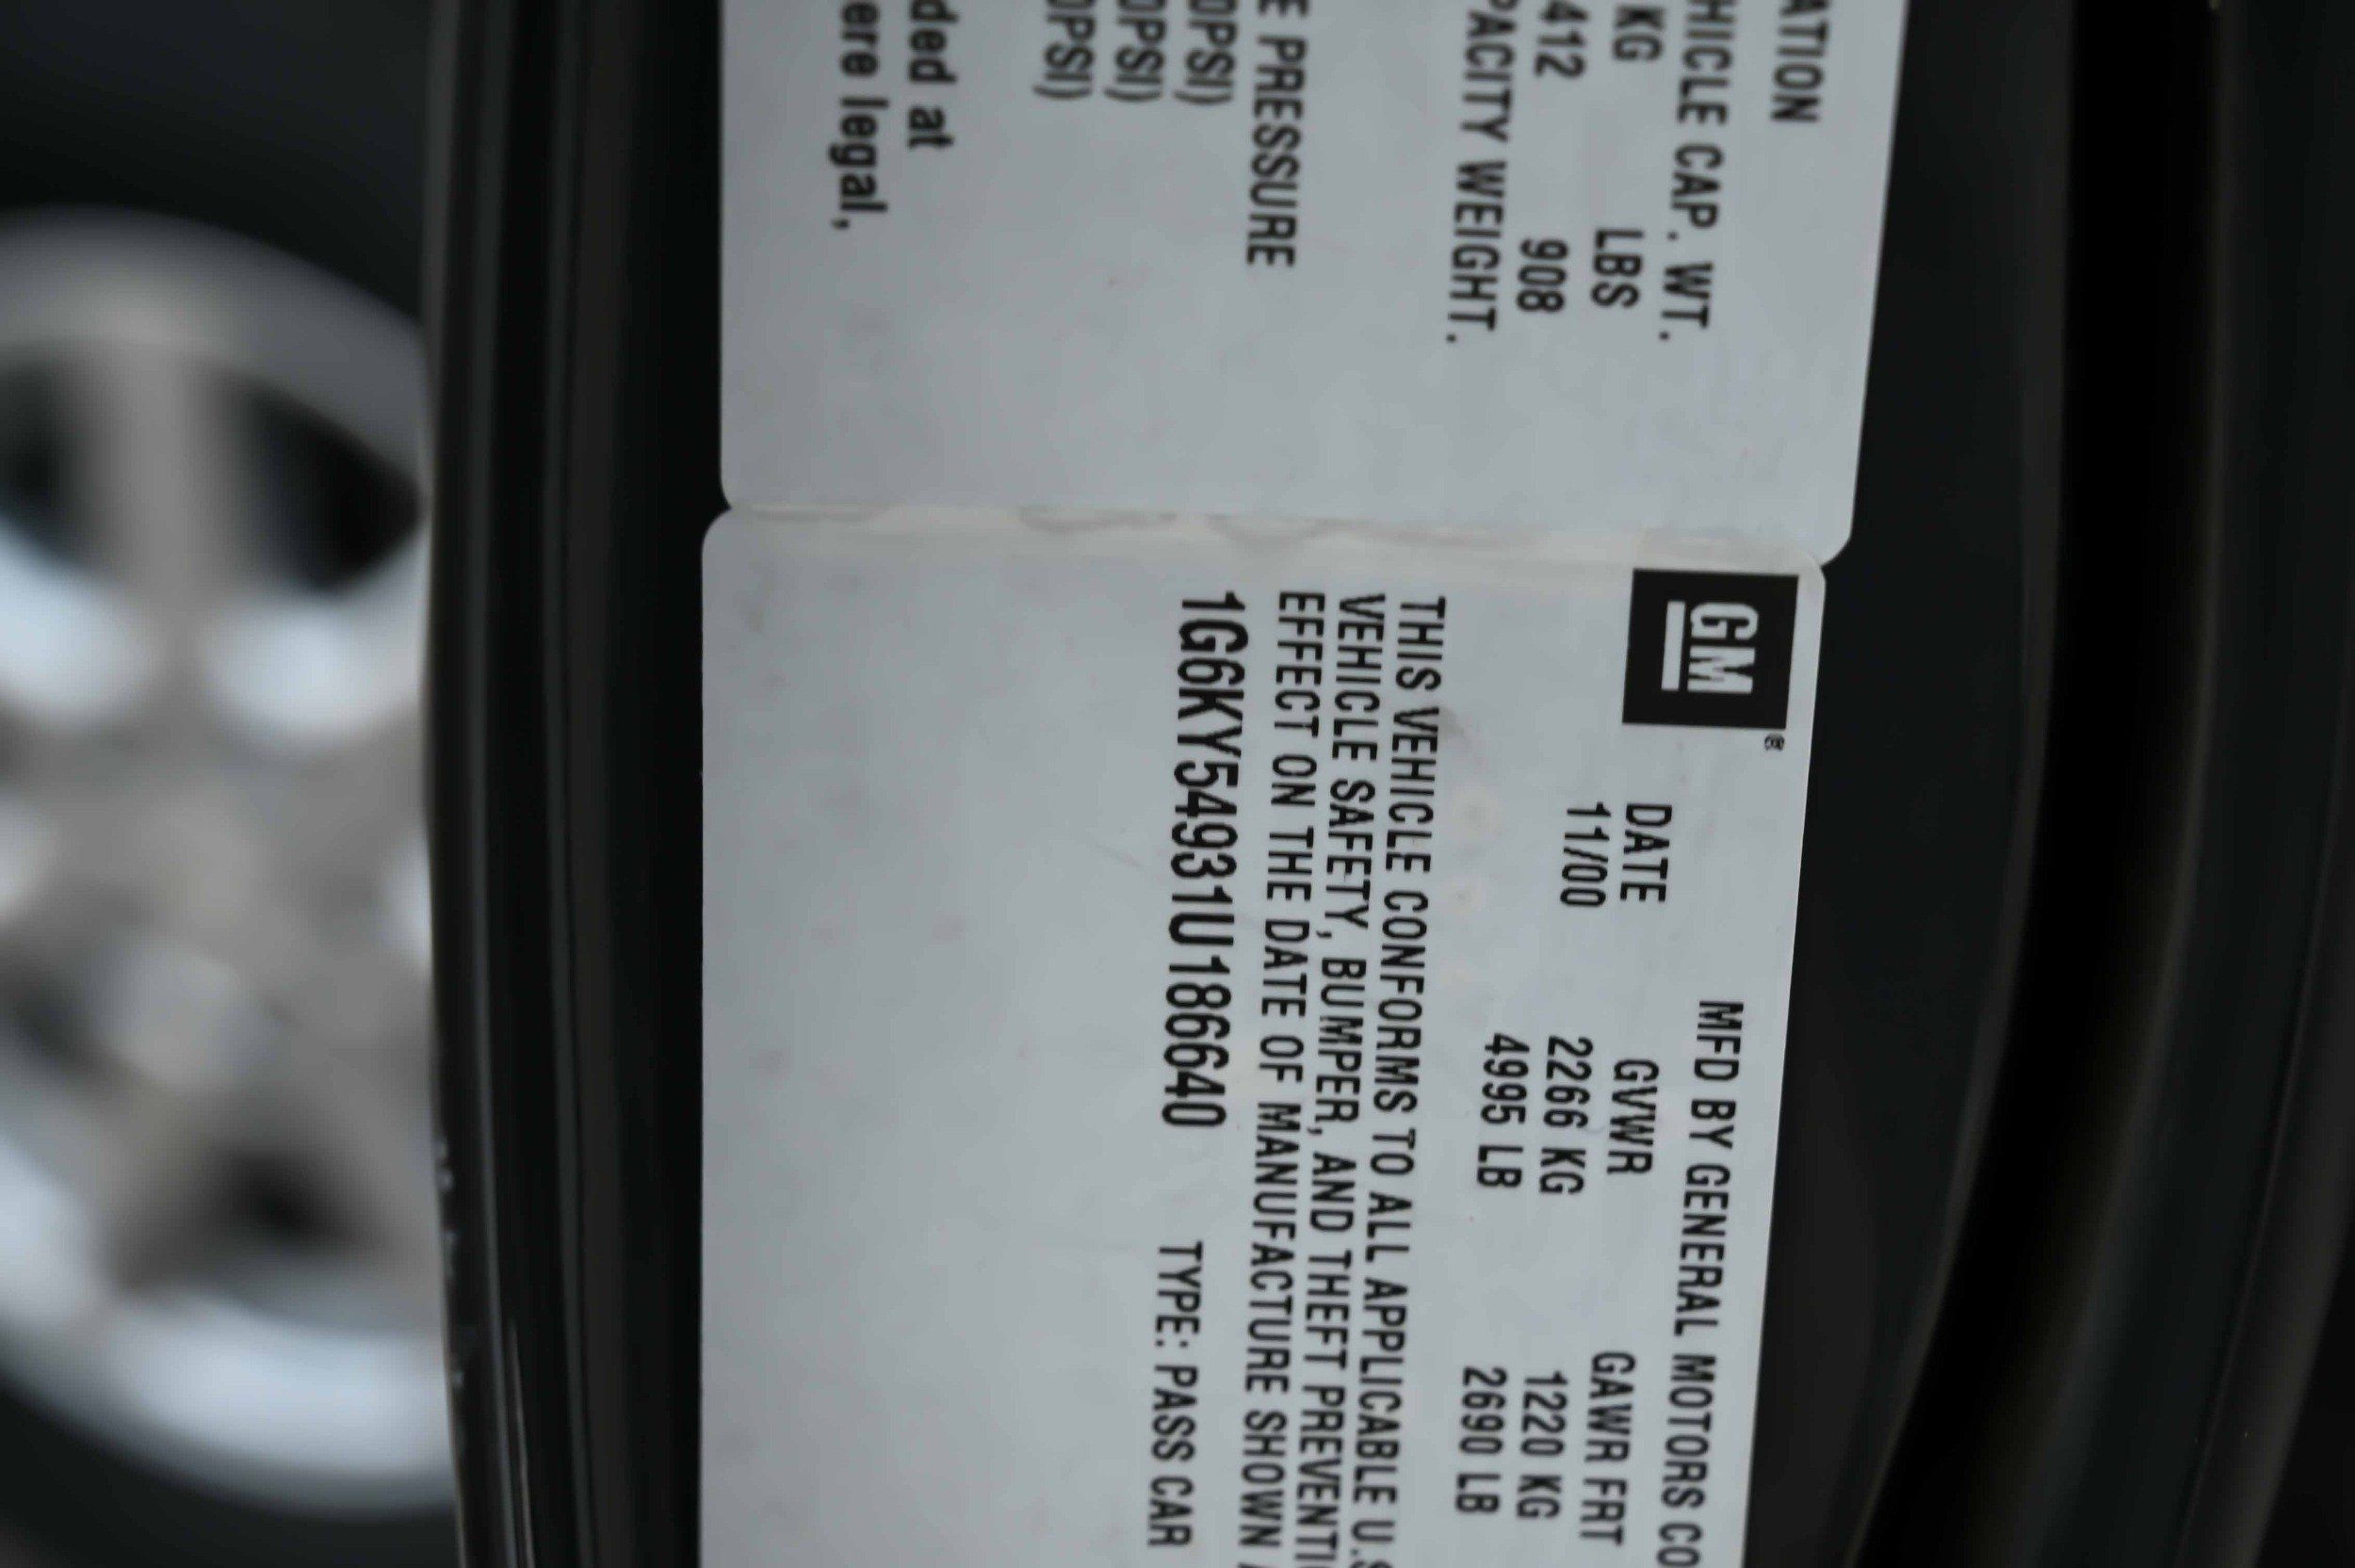 ATION
HICLE CAP. WT.
KG LBS
412 908
PACITY WEIGHT.
E PRESSURE
0PSI)
0PSI)
0PSI)
ded at
ere legal,
GM®
MFD BY GENERAL MOTORS CO
DATE GVWR GAWR FRT
11/00 2266 KG 1220 KG
4995 LB 2690 LB
THIS VEHICLE CONFORMS TO ALL APPLICABLE U.S
VEHICLE SAFETY, BUMPER, AND THEFT PREVENTI
EFFECT ON THE DATE OF MANUFACTURE SHOWN A
1G6KY54931U186640 TYPE: PASS CAR